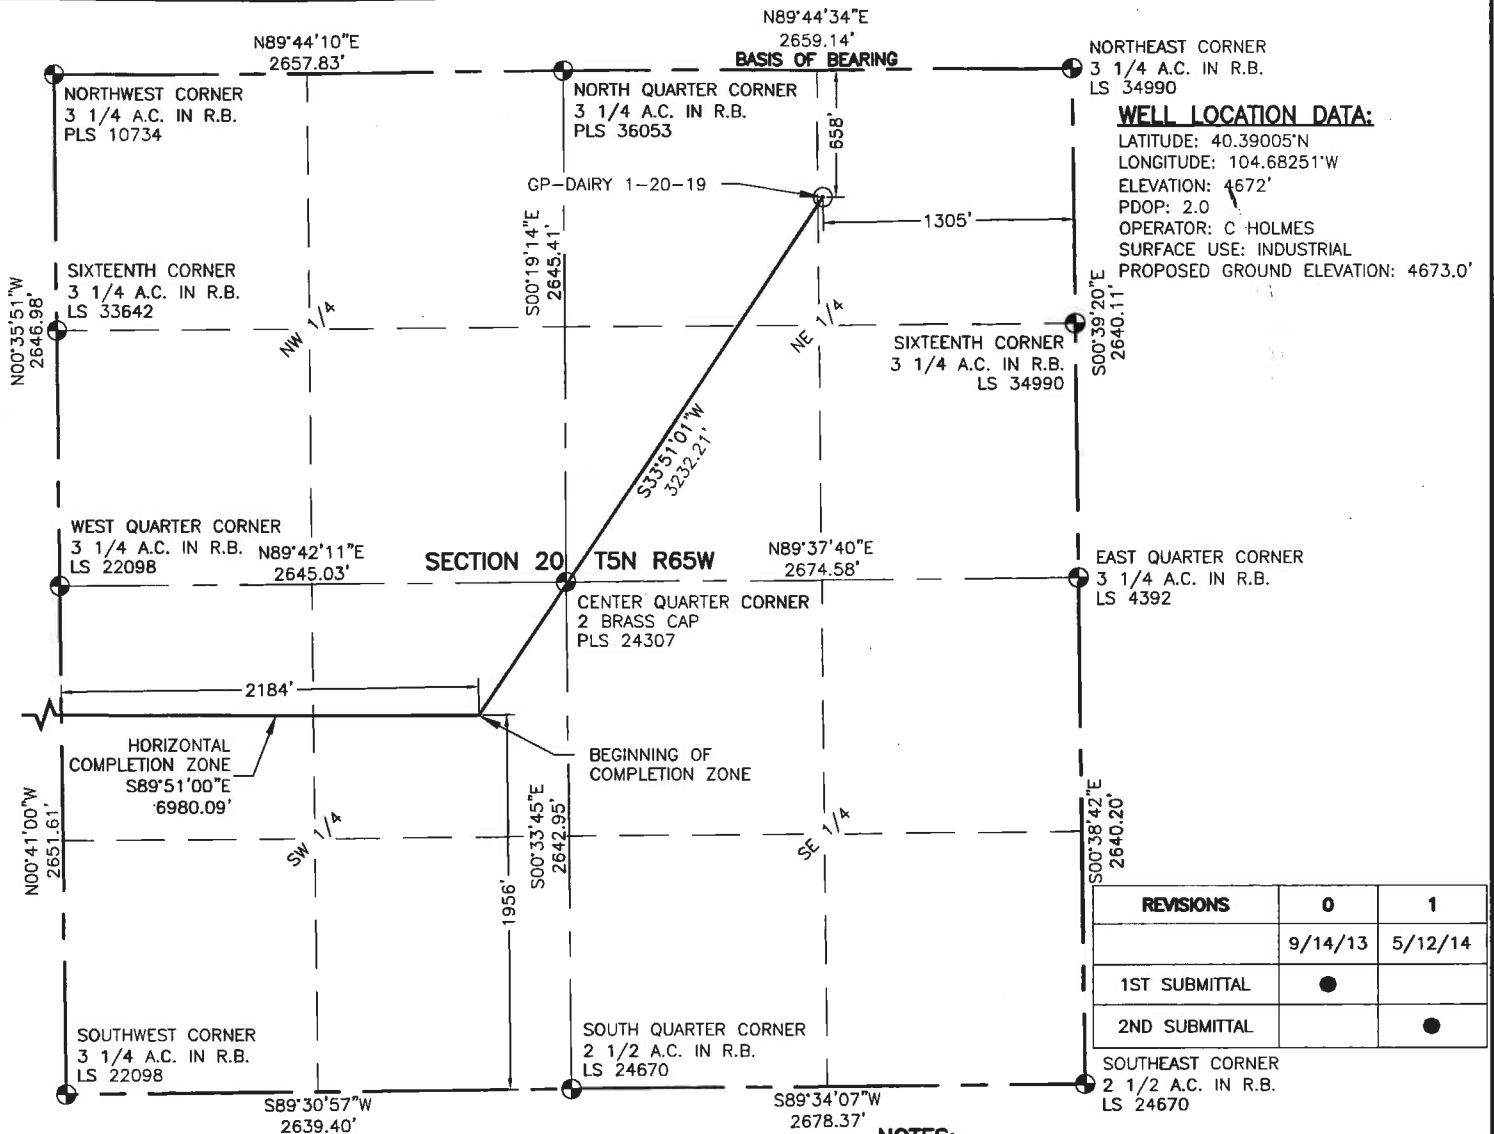 N89°44'10"E
2657.83'
N89°44'34"E
2659.14'
BASIS OF BEARING
NORTHWEST CORNER
3 1/4 A.C. IN R.B.
PLS 10734
NORTH QUARTER CORNER
3 1/4 A.C. IN R.B.
PLS 36053
NORTHEAST CORNER
3 1/4 A.C. IN R.B.
LS 34990
WELL LOCATION DATA:
LATITUDE: 40.39005°N
LONGITUDE: 104.68251°W
ELEVATION: 4672'
PDOP: 2.0
OPERATOR: C HOLMES
SURFACE USE: INDUSTRIAL
PROPOSED GROUND ELEVATION: 4673.0'
658'
GP-DAIRY 1-20-19
1305'
S00°19'14"E
2645.41'
SIXTEENTH CORNER
3 1/4 A.C. IN R.B.
LS 33642
N00°35'51"W
2646.98'
NW 1/4
NE 1/4
SIXTEENTH CORNER
3 1/4 A.C. IN R.B.
LS 34990
S00°39'20"E
2640.11'
S33°51'01"W
3232.21'
WEST QUARTER CORNER
3 1/4 A.C. IN R.B.
LS 22098
N89°42'11"E
2645.03'
SECTION 20 T5N R65W
N89°37'40"E
2674.58'
EAST QUARTER CORNER
3 1/4 A.C. IN R.B.
LS 4392
CENTER QUARTER CORNER
2 BRASS CAP
PLS 24307
2184'
HORIZONTAL
COMPLETION ZONE
S89°51'00"E
6980.09'
BEGINNING OF
COMPLETION ZONE
N00°41'00"W
2651.61'
SW 1/4
S00°33'45"E
2642.95'
1956'
SE 1/4
S00°38'42"E
2640.20'
REVISIONS 0 1
9/14/13 5/12/14
1ST SUBMITTAL ●
2ND SUBMITTAL ●
SOUTHWEST CORNER
3 1/4 A.C. IN R.B.
LS 22098
SOUTH QUARTER CORNER
2 1/2 A.C. IN R.B.
LS 24670
SOUTHEAST CORNER
2 1/2 A.C. IN R.B.
LS 24670
S89°30'57"W
2639.40'
S89°34'07"W
2678.37'
NOTES: